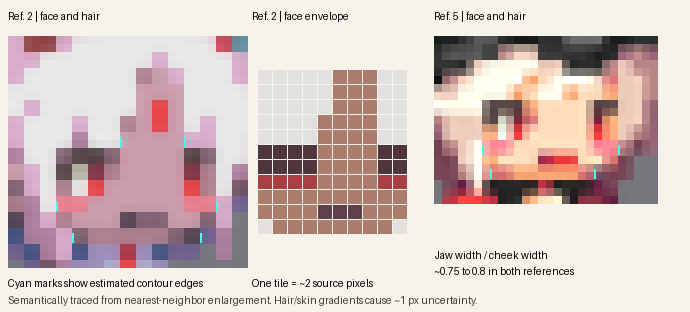 Ref. 2 | face and hair
Ref. 2 | face envelope
Ref. 5 | face and hair
Jaw width / cheek width
~0.75 to 0.8 in both references
Cyan marks show estimated contour edges
One tile = ~2 source pixels
Semantically traced from nearest-neighbor enlargement. Hair/skin gradients cause ~1 px uncertainty.